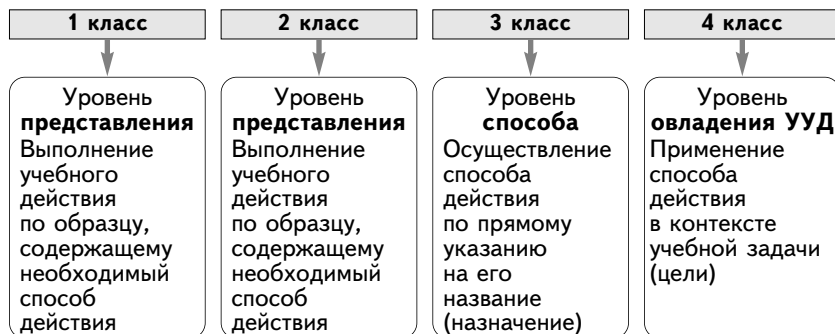 1 класс
2 класс
3 класс
4 класс
Уровень
представления
Выполнение
учебного
действия
по образцу,
содержащему
необходимый
способ
действия
Уровень
представления
Выполнение
учебного
действия
по образцу,
содержащему
необходимый
способ
действия
Уровень
способа
Осуществление
способа
действия
по прямому
указанию
на его
название
(назначение)
Уровень
овладения УУД
Применение
способа
действия
в контексте
учебной задачи
(цели)